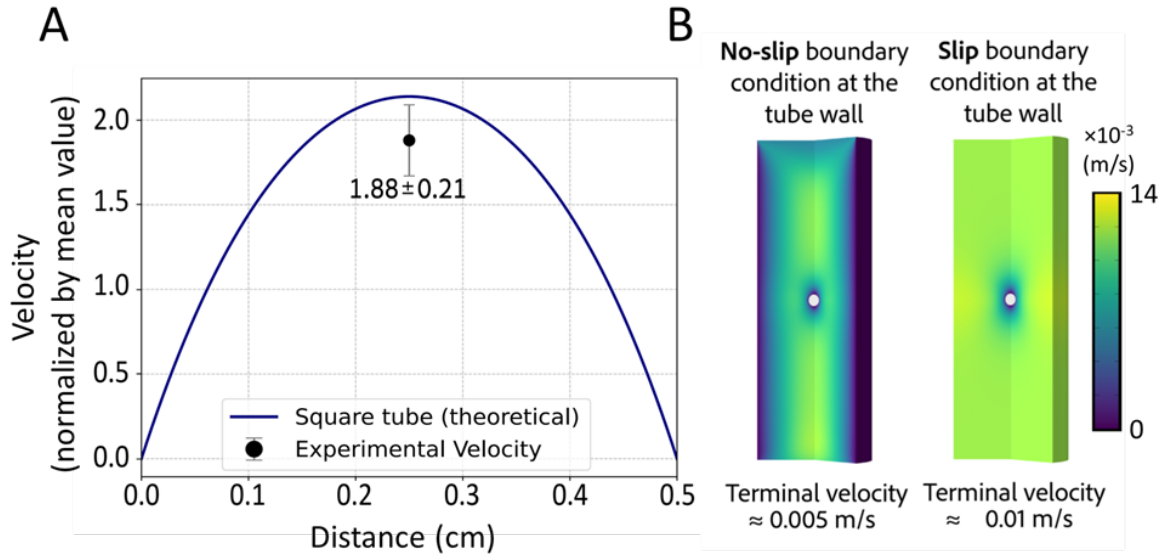 A
Velocity
(normalized by mean value)
2.0
1.5
1.0
0.5
0.0
1.88±0.21
Square tube (theoretical)
Experimental Velocity
0.0
0.1
0.2
0.3
0.4
0.5
Distance (cm)
B
No-slip boundary
condition at the
tube wall
Slip boundary
condition at the
tube wall
×10⁻³
(m/s)
14
0
Terminal velocity
≈ 0.005 m/s
Terminal velocity
≈ 0.01 m/s